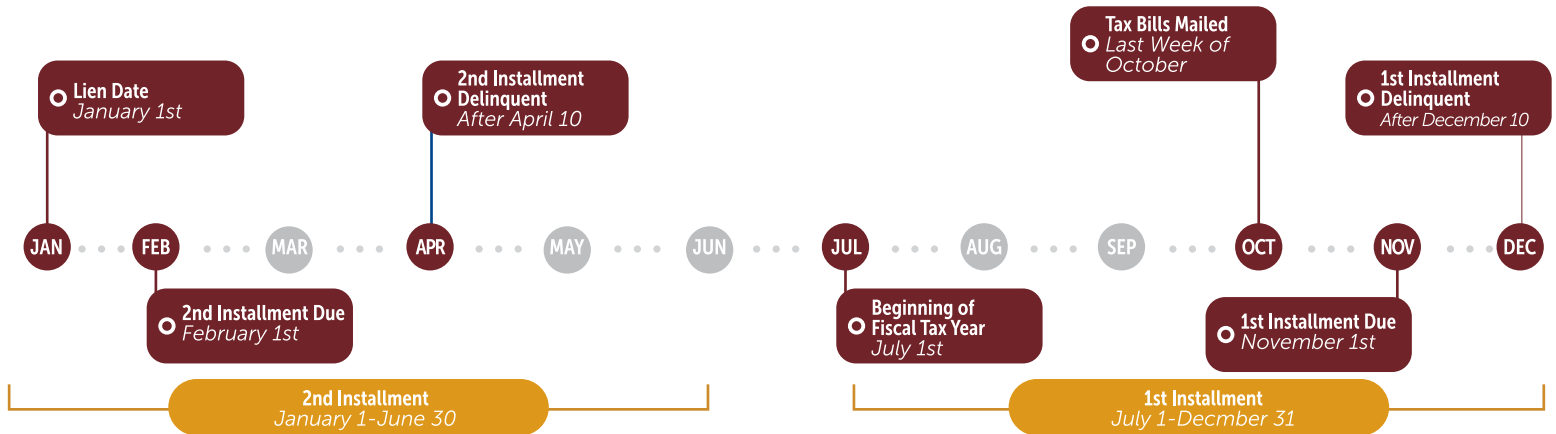 Lien Date
January 1st
2nd Installment
Delinquent
After April 10
Tax Bills Mailed
Last Week of
October
1st Installment
Delinquent
After December 10
JAN
FEB
MAR
APR
MAY
JUN
JUL
AUG
SEP
OCT
NOV
DEC
2nd Installment Due
February 1st
Beginning of
Fiscal Tax Year
July 1st
1st Installment Due
November 1st
2nd Installment
January 1-June 30
1st Installment
July 1-Decmber 31